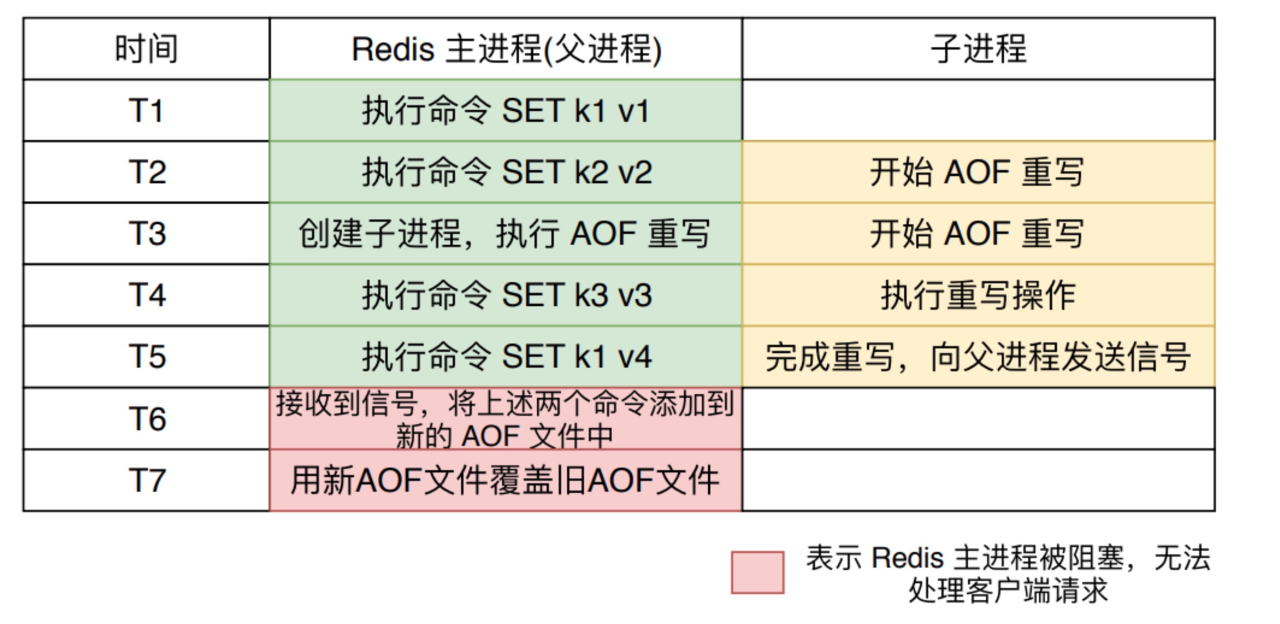 时间 Redis 主进程(父进程) 子进程
T1 执行命令 SET k1 v1
T2 执行命令 SET k2 v2 开始 AOF 重写
T3 创建子进程，执行 AOF 重写 开始 AOF 重写
T4 执行命令 SET k3 v3 执行重写操作
T5 执行命令 SET k1 v4 完成重写，向父进程发送信号
T6 接收到信号，将上述两个命令添加到
新的 AOF 文件中
T7 用新AOF文件覆盖旧AOF文件
表示 Redis 主进程被阻塞，无法
处理客户端请求